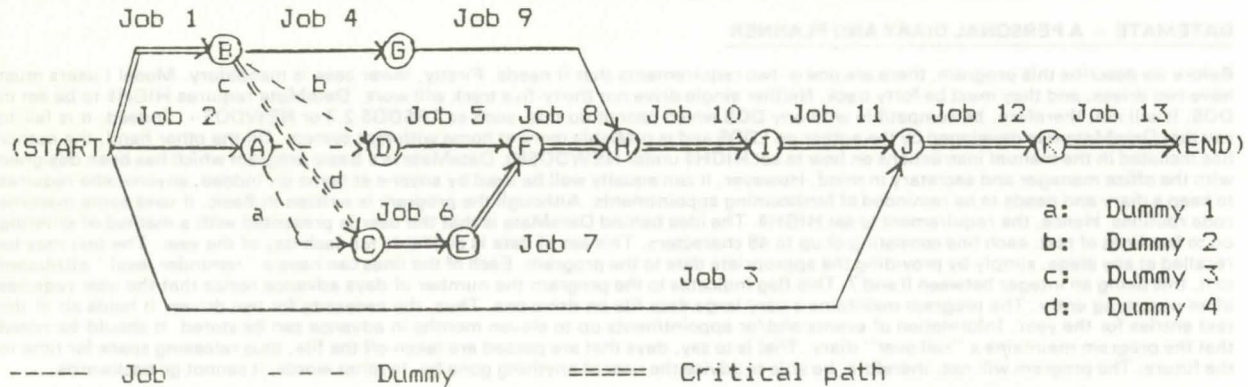 Job 1 Job 4 Job 9
B G
c b
Job Job 5 Job 8 Job 10 Job 11 Job 12 Job 13
(START) A D F H I J K (END)
d
a Job 6
C E Job
a: Dummy 1
b: Dummy 2
Job 3 c: Dummy 3
d: Dummy 4
----- Job - - - Dummy ===== Critical path